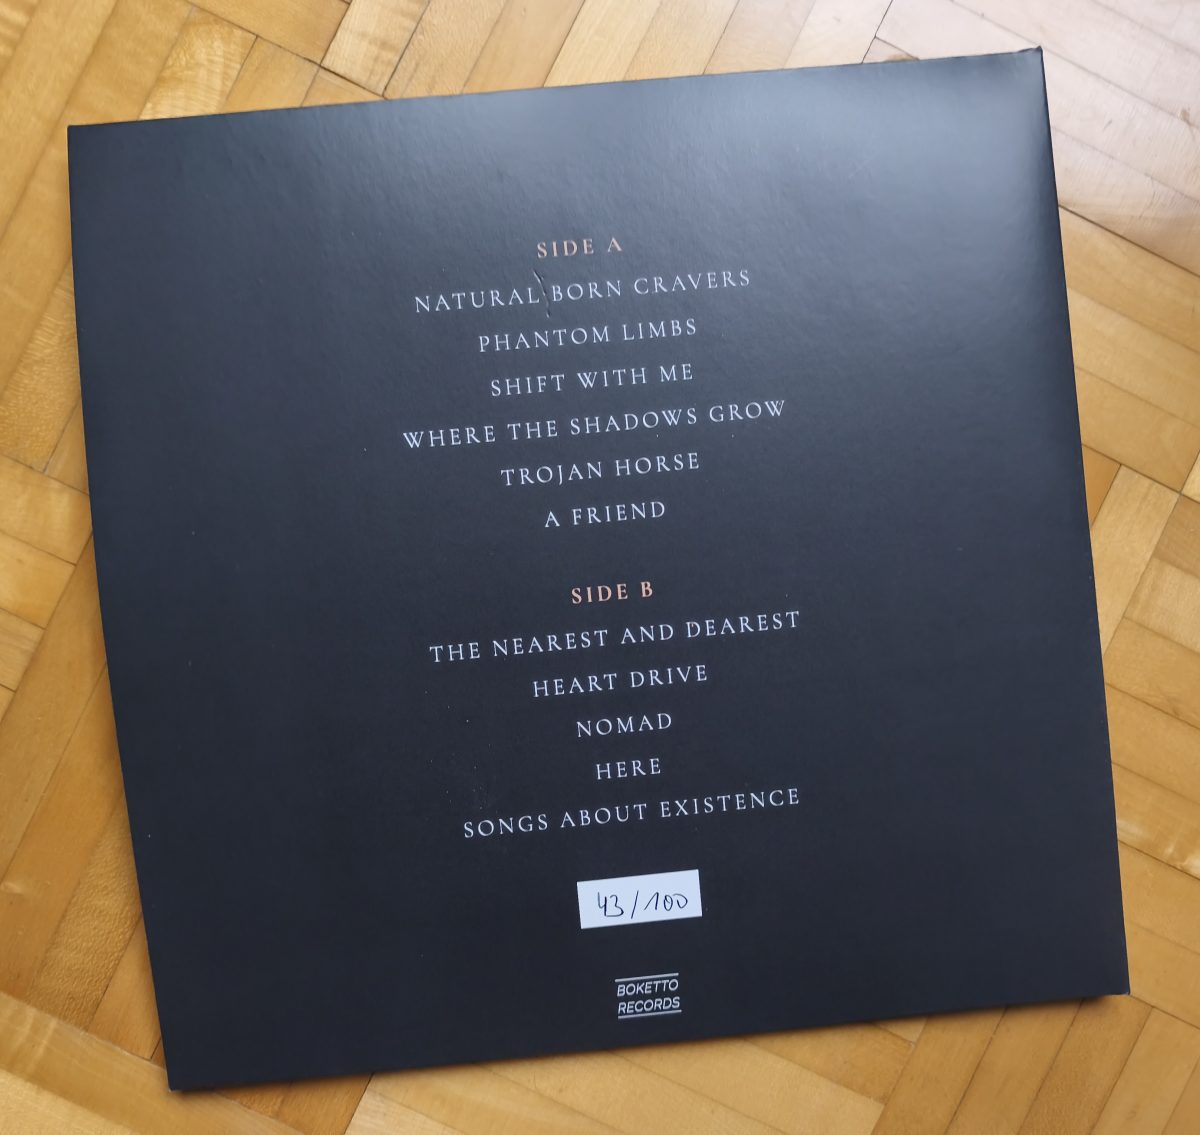 SIDE A
NATURAL BORN CRAVERS
PHANTOM LIMBS
SHIFT WITH ME
WHERE THE SHADOWS GROW
TROJAN HORSE
A FRIEND
SIDE B
THE NEAREST AND DEAREST
HEART DRIVE
NOMAD
HERE
SONGS ABOUT EXISTENCE
43/100
BOKETTO
RECORDS